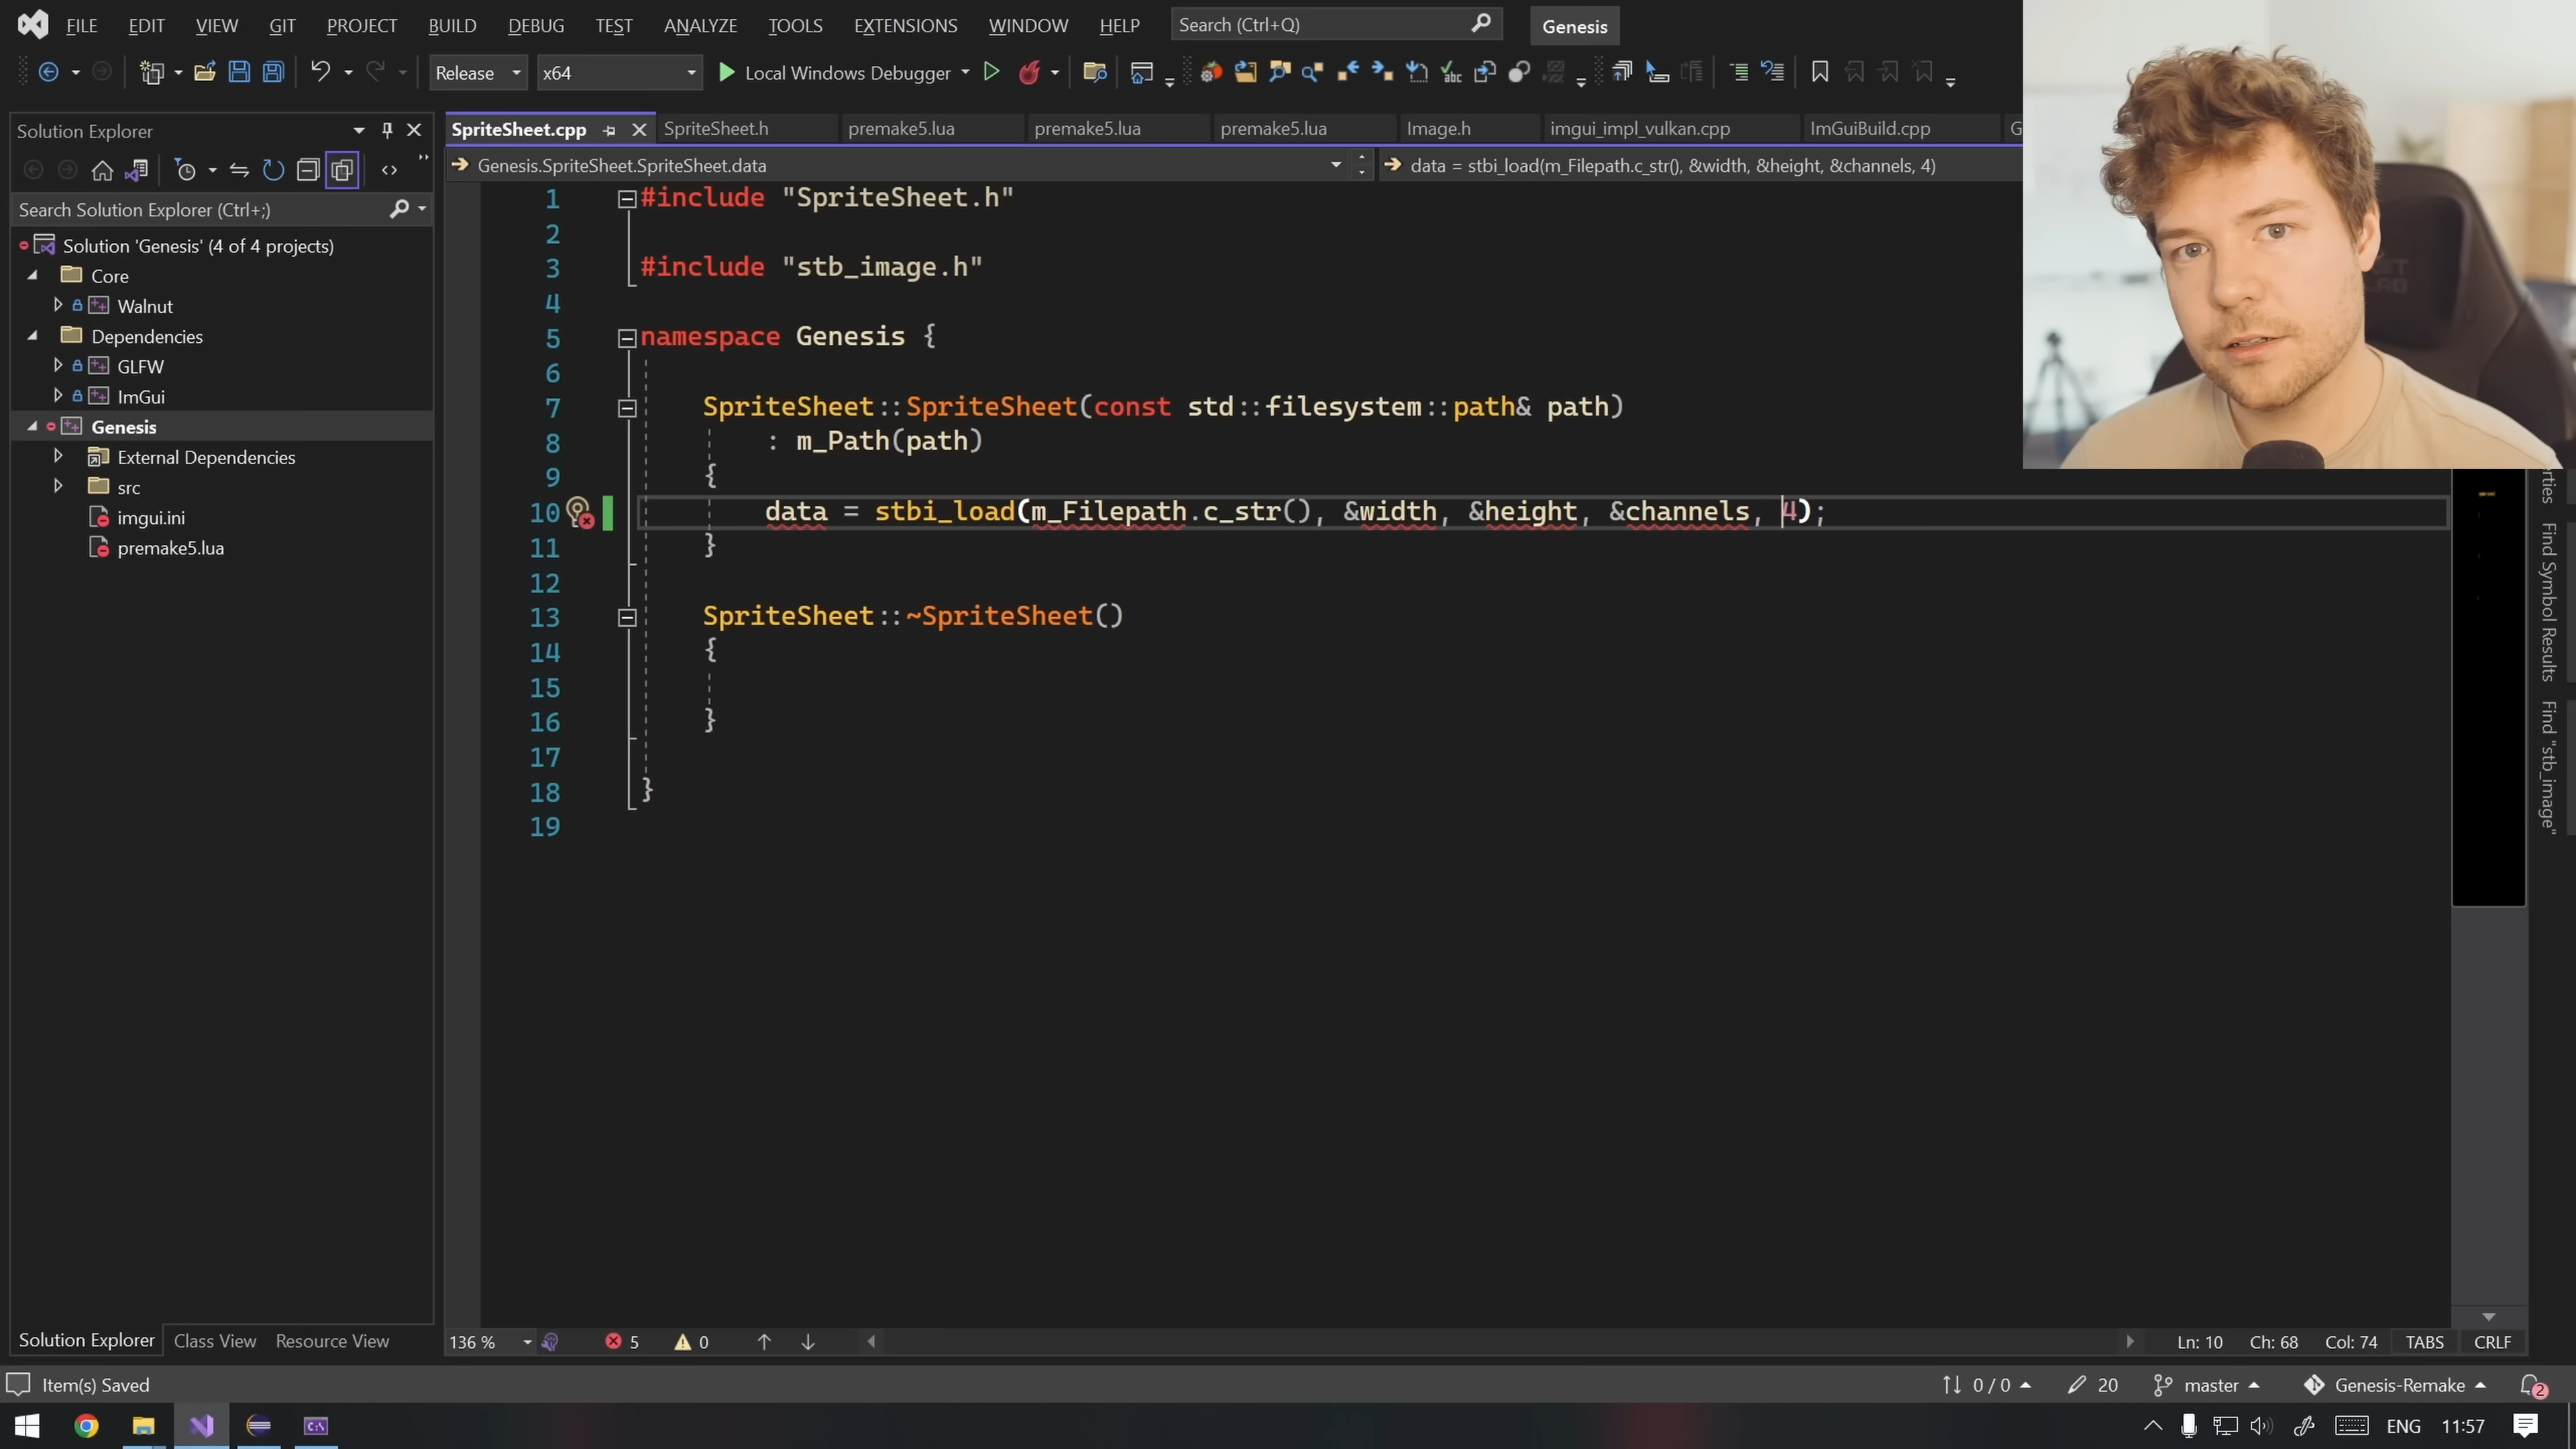 FILE EDIT VIEW GIT PROJECT BUILD DEBUG TEST ANALYZE TOOLS EXTENSIONS WINDOW HELP Search (Ctrl+Q) Genesis
Release x64 Local Windows Debugger
Solution Explorer
Search Solution Explorer (Ctrl+;)
Solution 'Genesis' (4 of 4 projects)
Core
Walnut
Dependencies
GLFW
ImGui
Genesis
External Dependencies
src
imgui.ini
premake5.lua
Solution Explorer Class View Resource View
SpriteSheet.cpp SpriteSheet.h premake5.lua premake5.lua premake5.lua Image.h imgui_impl_vulkan.cpp ImGuiBuild.cpp G
Genesis.SpriteSheet.SpriteSheet.data data = stbi_load(m_Filepath.c_str(), &width, &height, &channels, 4)
1 #include "SpriteSheet.h"
2
3 #include "stb_image.h"
4
5 namespace Genesis {
6
7 SpriteSheet::SpriteSheet(const std::filesystem::path& path)
8 : m_Path(path)
9 {
10 data = stbi_load(m_Filepath.c_str(), &width, &height, &channels, 4);
11 }
12
13 SpriteSheet::~SpriteSheet()
14 {
15
16 }
17
18 }
19
erties
Find Symbol Results
Find "stb_image"
136 % 5 0 Ln: 10 Ch: 68 Col: 74 TABS CRLF
Item(s) Saved 0 / 0 20 master Genesis-Remake 2
ENG 11:57